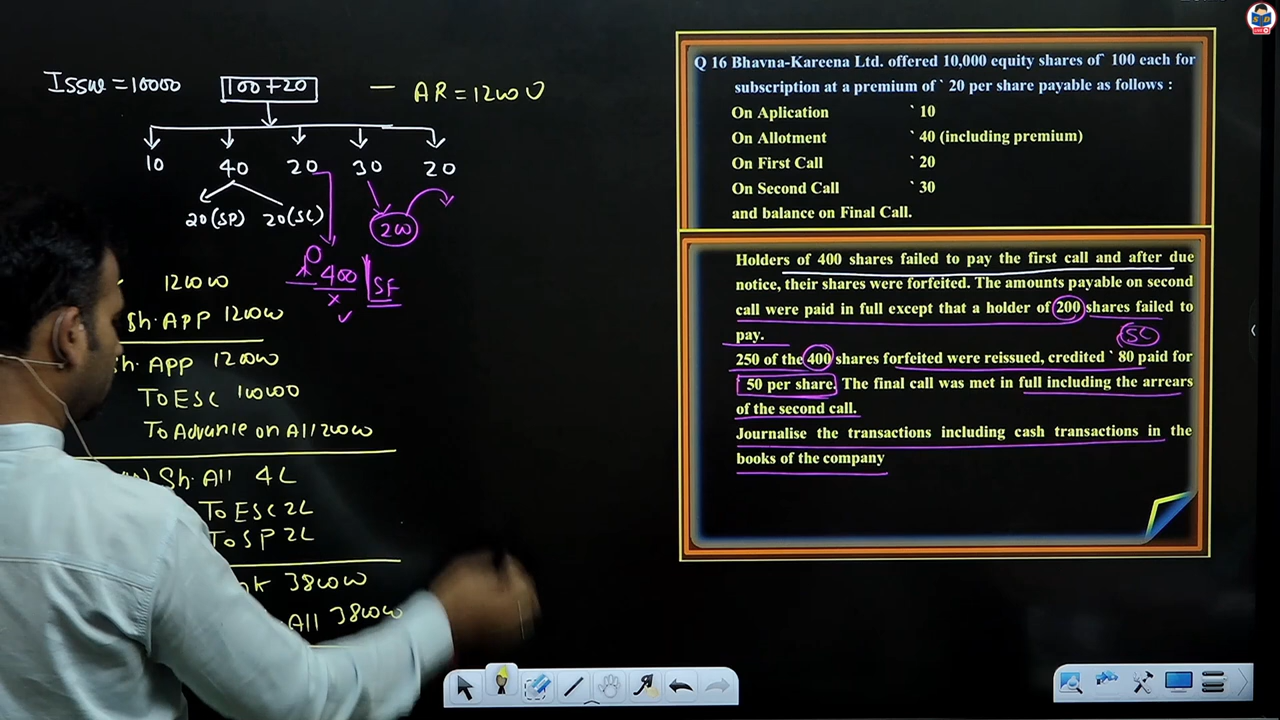 Issue = 10000 100+20 — AR = 12000
10 40 20 30 20
20(SP) 20(SC)
200
400 SF
x
12000
Sh. App 12000
Sh. App 12000
To ESC 100000
To Advance on All 20000
Sh. All 4L
To ESC 2L
To SP 2L
380000
All 380000
Q 16 Bhavna-Kareena Ltd. offered 10,000 equity shares of ` 100 each for
subscription at a premium of ` 20 per share payable as follows :
On Aplication ` 10
On Allotment ` 40 (including premium)
On First Call ` 20
On Second Call ` 30
and balance on Final Call.
Holders of 400 shares failed to pay the first call and after due
notice, their shares were forfeited. The amounts payable on second
call were paid in full except that a holder of 200 shares failed to
pay.
SC
250 of the 400 shares forfeited were reissued, credited ` 80 paid for
` 50 per share. The final call was met in full including the arrears
of the second call.
Journalise the transactions including cash transactions in the
books of the company
SD